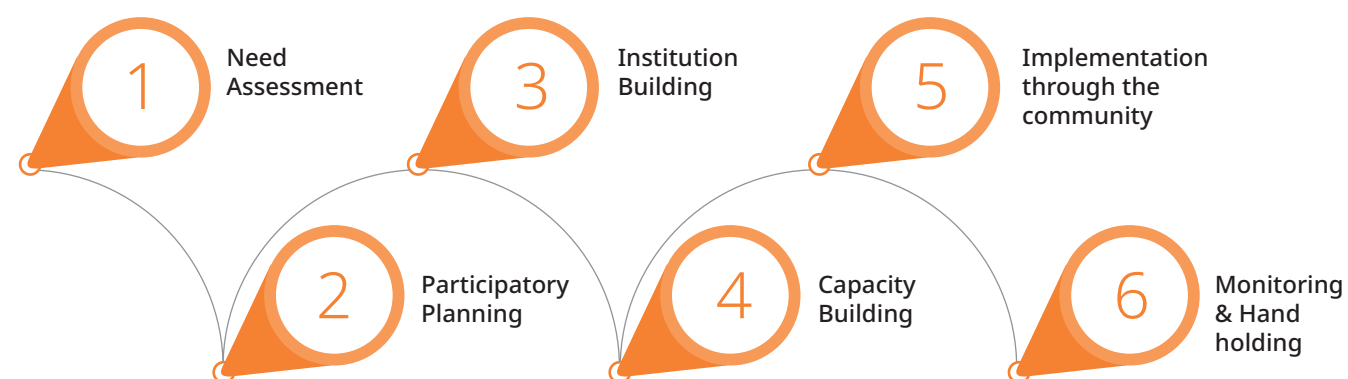 1
Need
Assessment
2
Participatory
Planning
3
Institution
Building
4
Capacity
Building
5
Implementation
through the
community
6
Monitoring
& Hand
holding